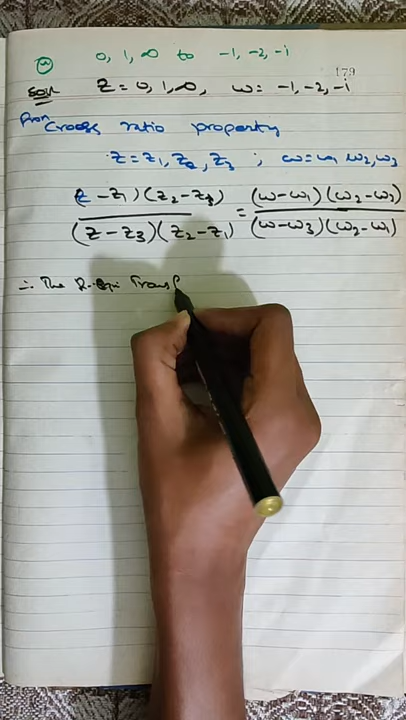 0, 1, ∞ to -1, -2, -i
179
Soln Z = 0, 1, ∞, ω = -1, -2, -i
From Cross ratio property
Z = Z1, Z2, Z3 ; ω = ω1 ω2, ω3
(Z - Z1) (Z2 - Z3) / (Z - Z3) (Z2 - Z1) = (ω - ω1) (ω2 - ω3) / (ω - ω3) (ω2 - ω1)
∴ The Transf